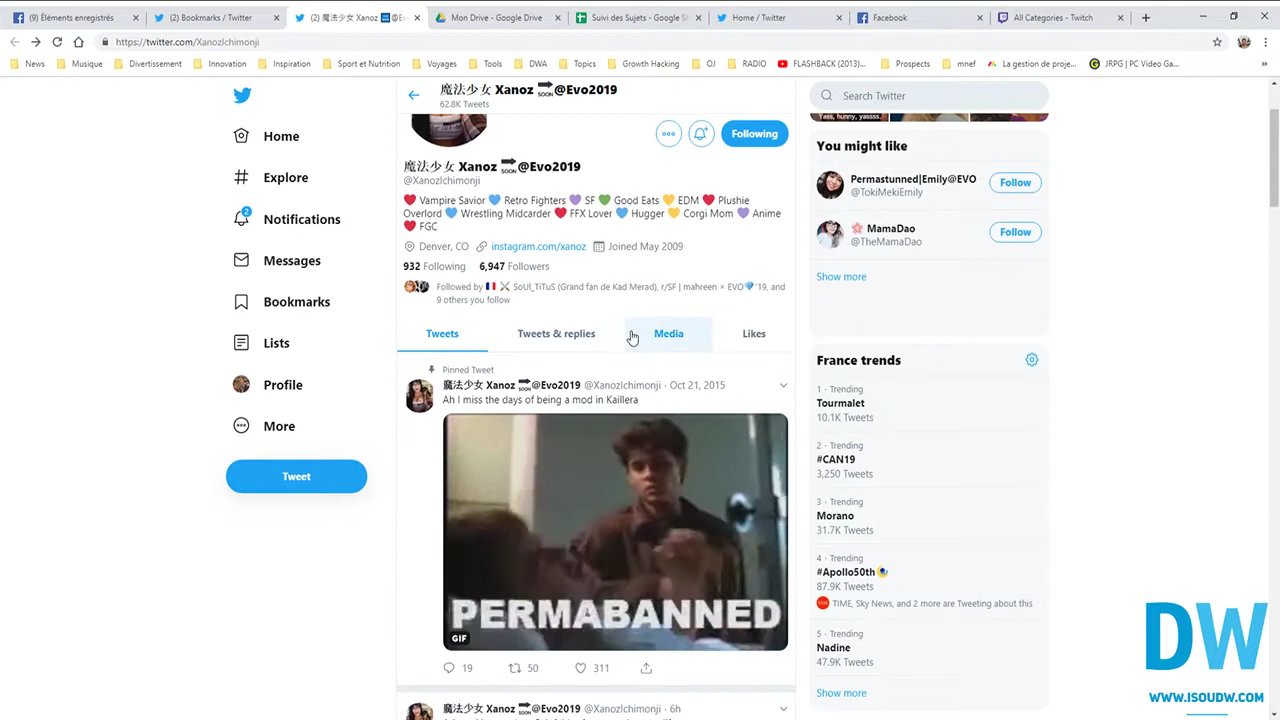 (9) Éléments enregistrés
(2) Bookmarks / Twitter
(2) 魔法少女 Xanoz 🔜@Ev
Mon Drive - Google Drive
Suivi des Sujets - Google S
Home / Twitter
Facebook
All Categories - Twitch
https://twitter.com/XanozIchimonji
News
Musique
Divertissement
Innovation
Inspiration
Sport et Nutrition
Voyages
Tools
DWA
Topics
Growth Hacking
OJ
RADIO
FLASHBACK (2013)...
Prospects
mnef
La gestion de proje...
JRPG | PC Video Ga...
魔法少女 Xanoz 🔜@Evo2019
62.8K Tweets
Search Twitter
Yass, hunny, yassss.
Home
Explore
2
Notifications
Messages
Bookmarks
Lists
Profile
More
Tweet
Following
魔法少女 Xanoz 🔜@Evo2019
@XanozIchimonji
❤️ Vampire Savior 💙 Retro Fighters 💜 SF 💚 Good Eats 💛 EDM ❤️ Plushie
Overlord 💙 Wrestling Midcarder ❤️ FFX Lover 💙 Hugger 💛 Corgi Mom 💜 Anime
❤️ FGC
Denver, CO instagram.com/xanoz Joined May 2009
932 Following 6,947 Followers
Followed by 🇫🇷 ⚔ SoUl_TiTuS (Grand fan de Kad Merad), r/SF | mahreen × EVO💎'19, and
9 others you follow
Tweets
Tweets & replies
Media
Likes
Pinned Tweet
魔法少女 Xanoz 🔜@Evo2019 @XanozIchimonji · Oct 21, 2015
Ah I miss the days of being a mod in Kaillera
PERMABANNED
GIF
19
50
311
魔法少女 Xanoz 🔜@Evo2019 @XanozIchimonji · 6h
You might like
Permastunned|Emily@EVO
@TokiMekiEmily
Follow
🌸 MamaDao
@TheMamaDao
Follow
Show more
France trends
1 · Trending
Tourmalet
10.1K Tweets
2 · Trending
#CAN19
3,250 Tweets
3 · Trending
Morano
31.7K Tweets
4 · Trending
#Apollo50th
87.9K Tweets
TIME, Sky News, and 2 more are Tweeting about this
5 · Trending
Nadine
47.9K Tweets
Show more
DW
WWW.ISOUDW.COM